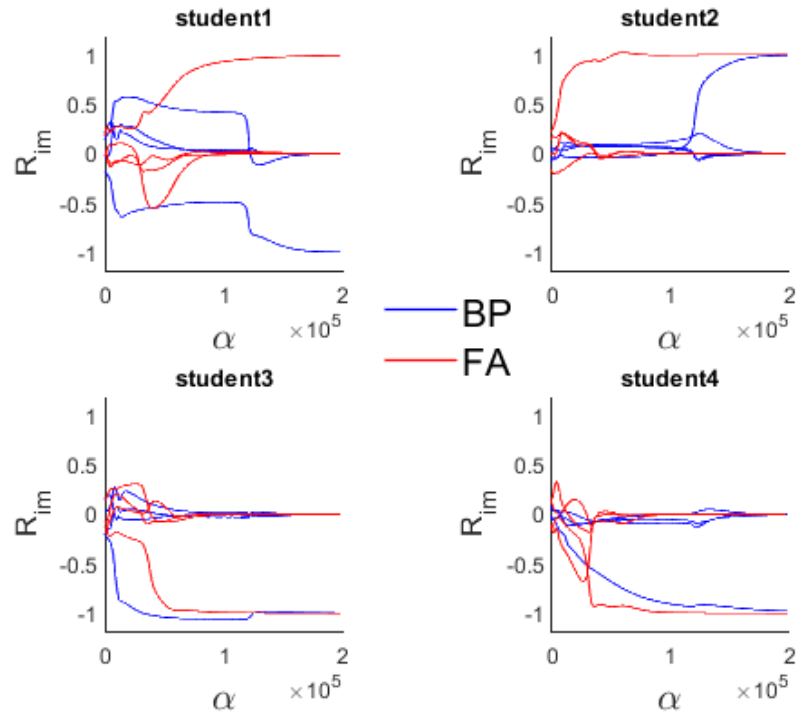 student1
student2
1
0.5
0
-0.5
-1
R_im
0 1 2
α
×10^5
1
0.5
0
-0.5
-1
R_im
0 1 2
α
×10^5
BP
FA
student3
student4
1
0.5
0
-0.5
-1
R_im
0 1 2
α
×10^5
1
0.5
0
-0.5
-1
R_im
0 1 2
α
×10^5